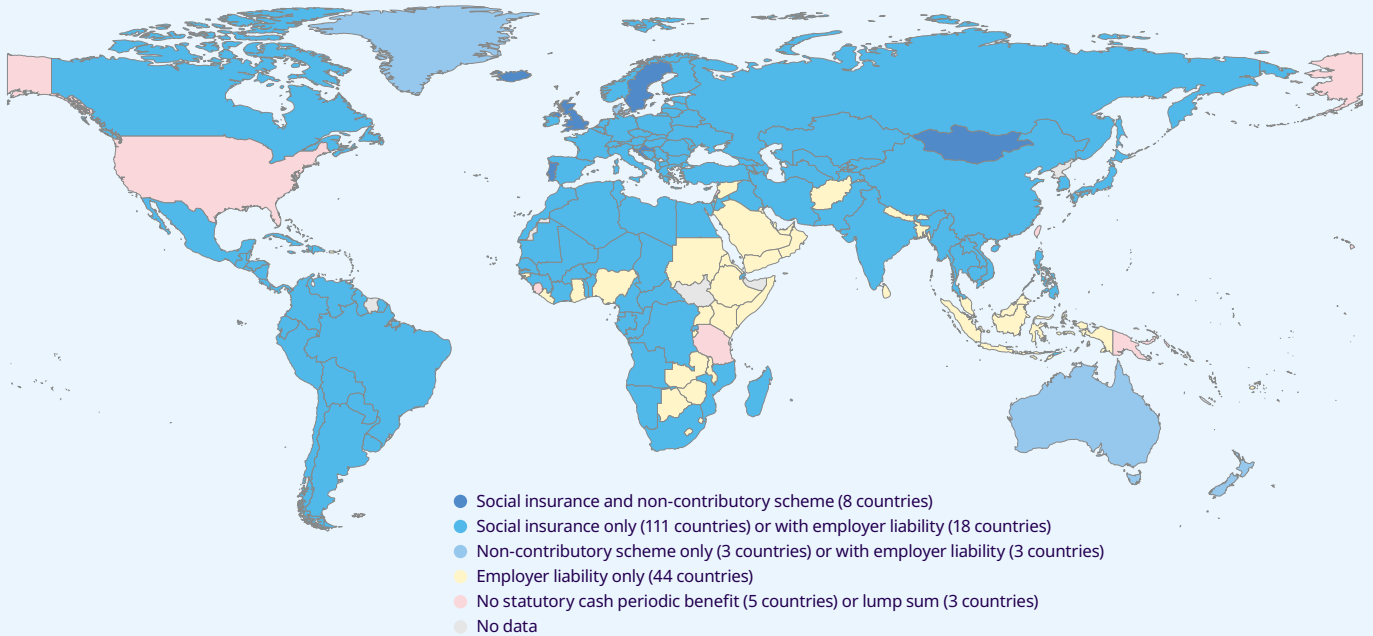 Social insurance and non-contributory scheme (8 countries)
Social insurance only (111 countries) or with employer liability (18 countries)
Non-contributory scheme only (3 countries) or with employer liability (3 countries)
Employer liability only (44 countries)
No statutory cash periodic benefit (5 countries) or lump sum (3 countries)
No data